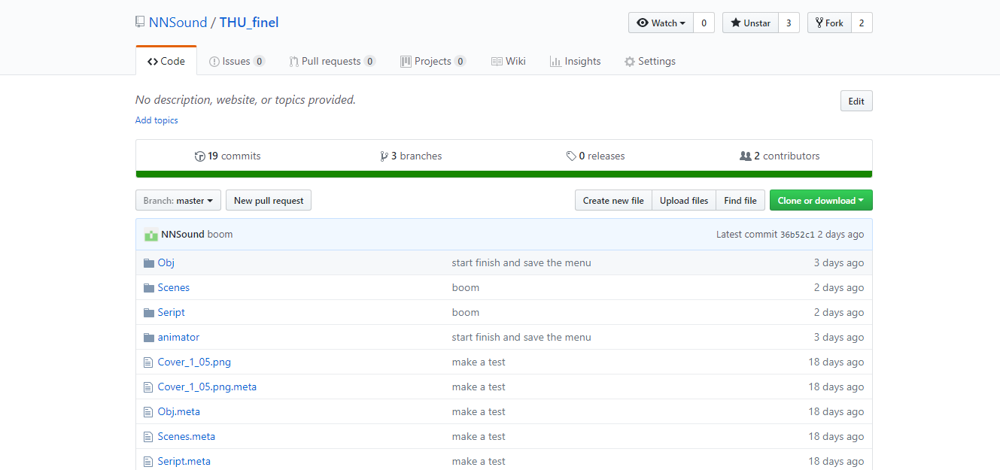 NNSound / THU_finel
Watch 0 Unstar 3 Fork 2
Code Issues 0 Pull requests 0 Projects 0 Wiki Insights Settings
No description, website, or topics provided. Edit
Add topics
19 commits 3 branches 0 releases 2 contributors
Branch: master New pull request Create new file Upload files Find file Clone or download
NNSound boom Latest commit 36b52c1 2 days ago
Obj start finish and save the menu 3 days ago
Scenes boom 2 days ago
Seript boom 2 days ago
animator start finish and save the menu 3 days ago
Cover_1_05.png make a test 18 days ago
Cover_1_05.png.meta make a test 18 days ago
Obj.meta make a test 18 days ago
Scenes.meta make a test 18 days ago
Seript.meta make a test 18 days ago